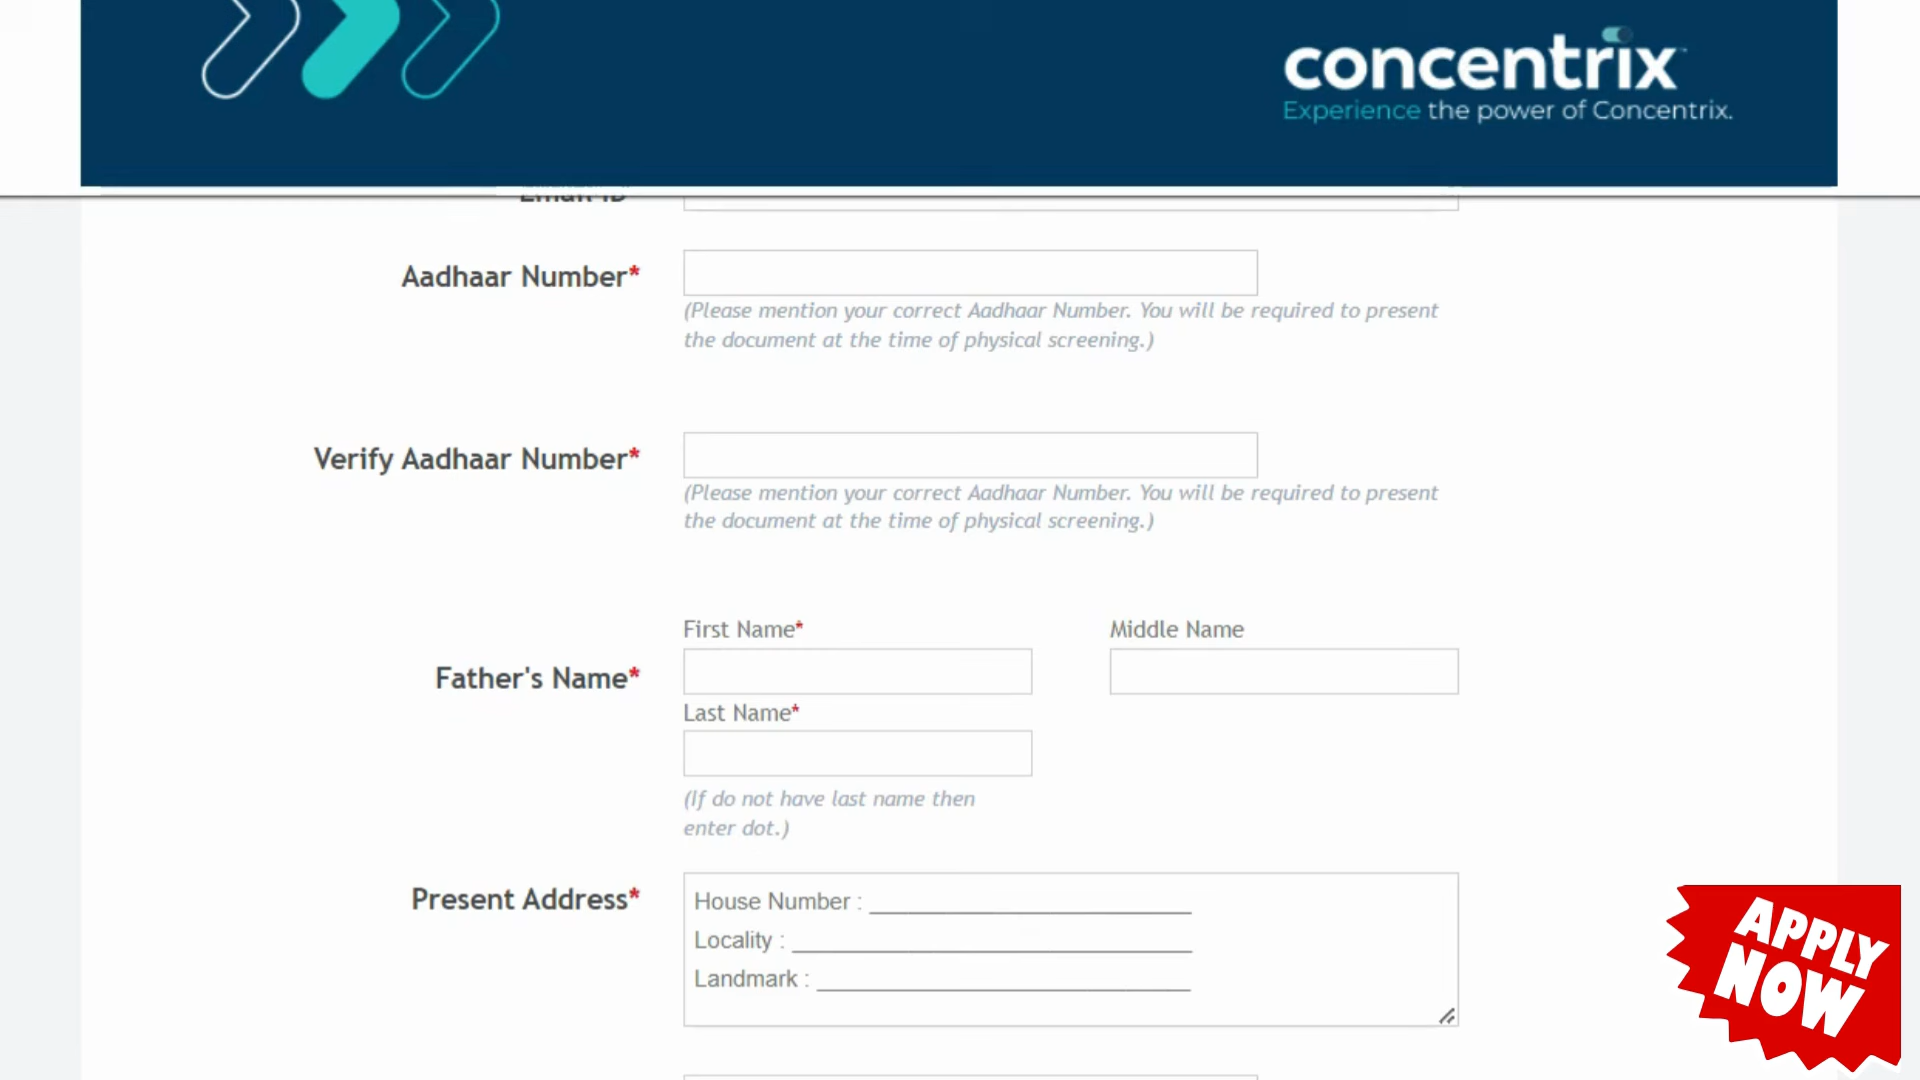 concentrix
Experience the power of Concentrix.
Email ID
Aadhaar Number*
(Please mention your correct Aadhaar Number. You will be required to present
the document at the time of physical screening.)
Verify Aadhaar Number*
(Please mention your correct Aadhaar Number. You will be required to present
the document at the time of physical screening.)
First Name*
Middle Name
Father's Name*
Last Name*
(If do not have last name then
enter dot.)
Present Address*
House Number :
Locality :
Landmark :
APPLY
NOW